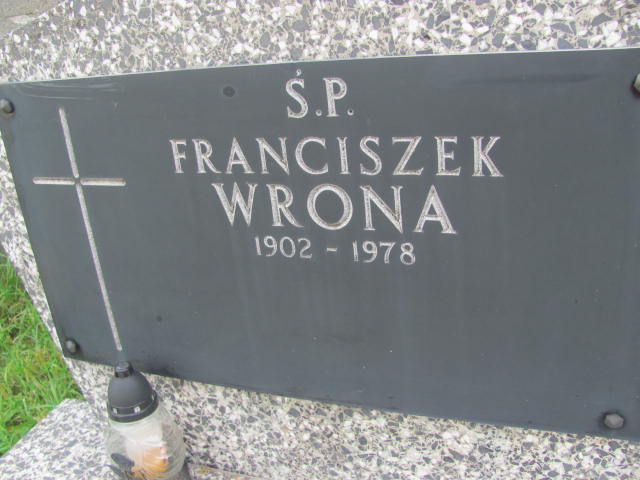 Ś.P.
FRANCISZEK
WRONA
1902 - 1978